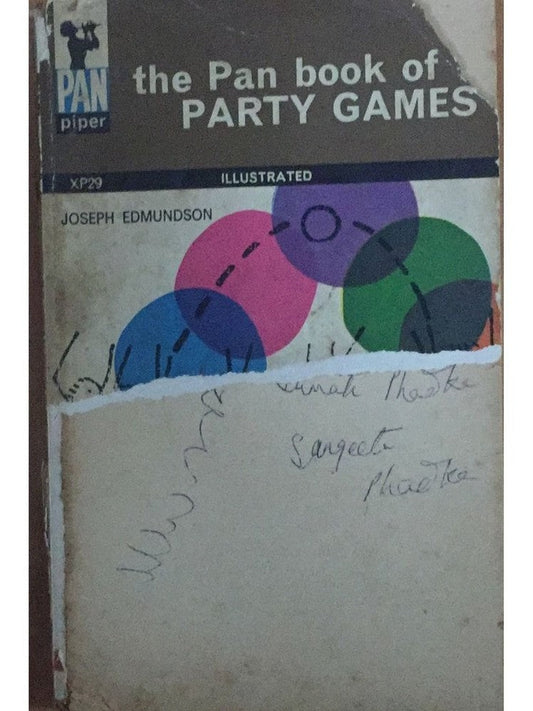 the Pan book of
PARTY GAMES
PAN
piper
XP29
ILLUSTRATED
JOSEPH EDMUNDSON
Phadke
Sangeeta
Phadke